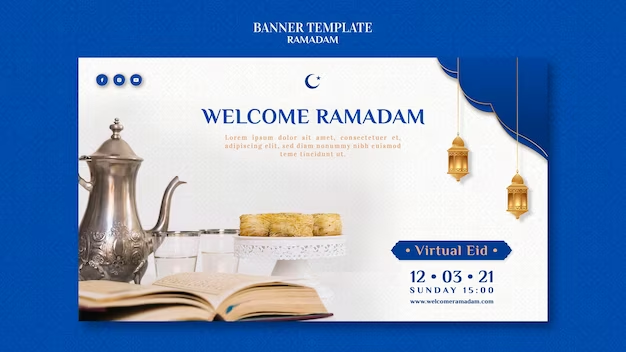 BANNER TEMPLATE
RAMADAM
WELCOME RAMADAM
Lorem ipsum dolor sit amet, consectetuer
adipiscing elit, sed diam nonummy nibh euismod
teme tincidunt ut.
Virtual Eid
12 • 03 • 21
SUNDAY 15:00
www.welcomeramadam.com